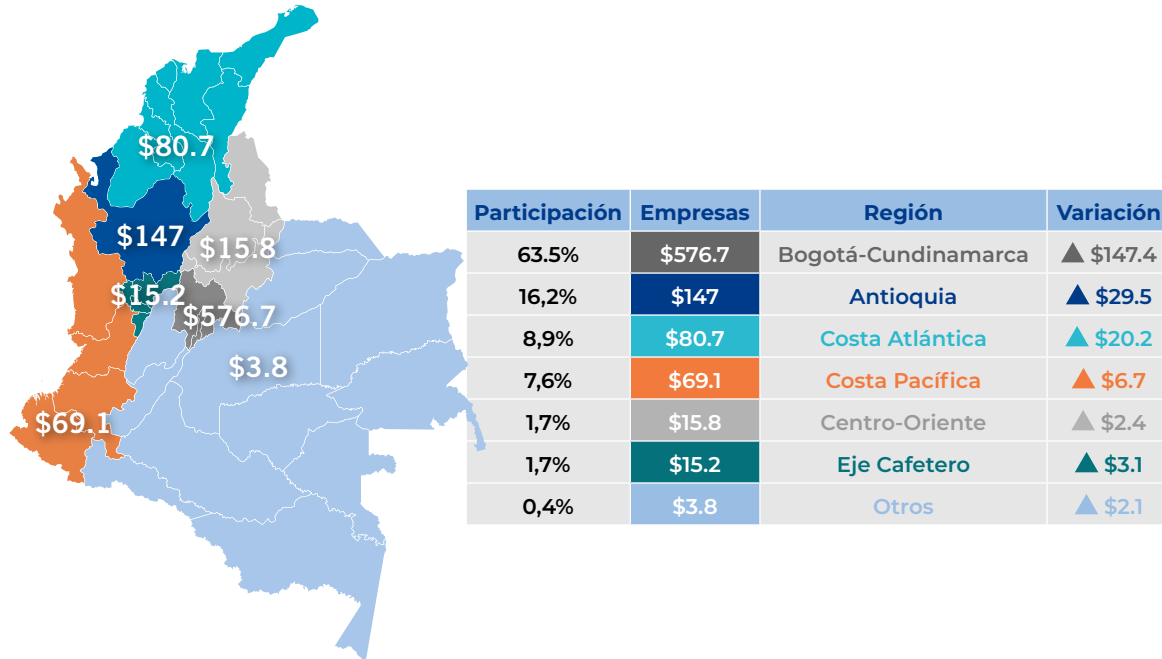 $80.7
$147
$15.8
$15.2
$576.7
$3.8
$69.1
Participación Empresas Región Variación
63.5% $576.7 Bogotá-Cundinamarca ▲ $147.4
16,2% $147 Antioquia ▲ $29.5
8,9% $80.7 Costa Atlántica ▲ $20.2
7,6% $69.1 Costa Pacífica ▲ $6.7
1,7% $15.8 Centro-Oriente ▲ $2.4
1,7% $15.2 Eje Cafetero ▲ $3.1
0,4% $3.8 Otros ▲ $2.1